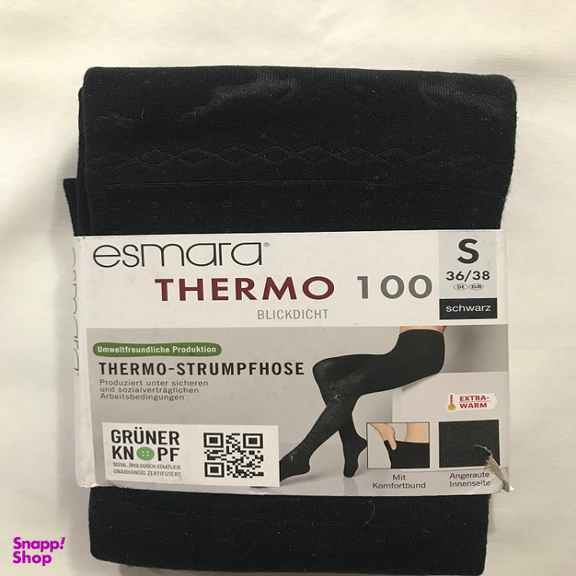 esmara®
THERMO 100
BLICKDICHT
S
36/38
DE EUR
schwarz
Umweltfreundliche Produktion
THERMO-STRUMPFHOSE
Produziert unter sicheren
und sozialverträglichen
Arbeitsbedingungen
GRÜNER
KNOPF
SOZIAL. ÖKOLOGISCH. STAATLICH.
UNABHÄNGIG ZERTIFIZIERT
EXTRA-
WARM
Mit
Komfortbund
Angeraute
Innenseite
Snapp!
Shop